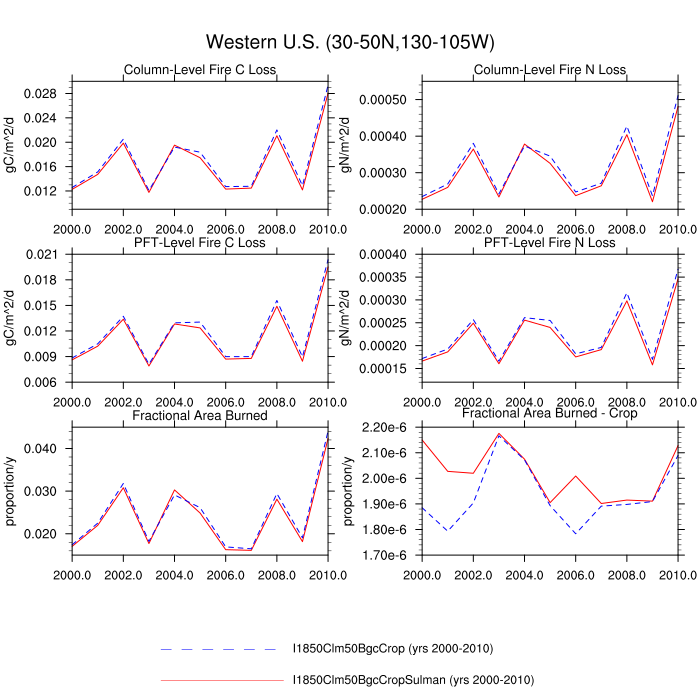 Western U.S. (30-50N,130-105W)
Column-Level Fire C Loss
gC/m^2/d
0.028
0.024
0.020
0.016
0.012
2000.0 2002.0 2004.0 2006.0 2008.0 2010.0
Column-Level Fire N Loss
gN/m^2/d
0.00050
0.00040
0.00030
0.00020
2000.0 2002.0 2004.0 2006.0 2008.0 2010.0
PFT-Level Fire C Loss
gC/m^2/d
0.021
0.018
0.015
0.012
0.009
0.006
2000.0 2002.0 2004.0 2006.0 2008.0 2010.0
PFT-Level Fire N Loss
gN/m^2/d
0.00040
0.00035
0.00030
0.00025
0.00020
0.00015
2000.0 2002.0 2004.0 2006.0 2008.0 2010.0
Fractional Area Burned
proportion/y
0.040
0.030
0.020
2000.0 2002.0 2004.0 2006.0 2008.0 2010.0
Fractional Area Burned - Crop
proportion/y
2.20e-6
2.10e-6
2.00e-6
1.90e-6
1.80e-6
1.70e-6
2000.0 2002.0 2004.0 2006.0 2008.0 2010.0
I1850Clm50BgcCrop (yrs 2000-2010)
I1850Clm50BgcCropSulman (yrs 2000-2010)